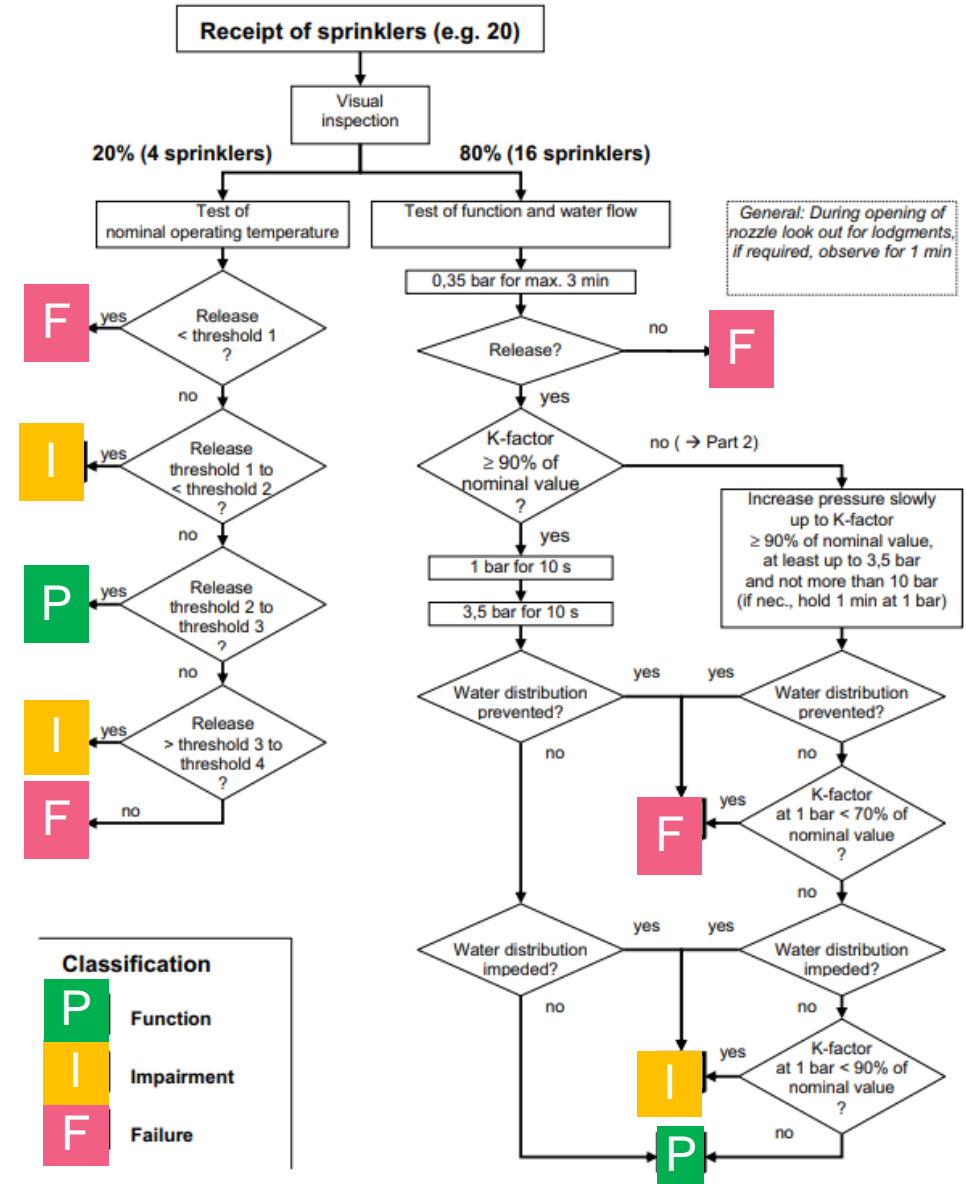 Receipt of sprinklers (e.g. 20)
Visual
inspection
20% (4 sprinklers)
80% (16 sprinklers)
Test of
nominal operating temperature
Test of function and water flow
General: During opening of
nozzle look out for lodgments,
if required, observe for 1 min
F
yes
Release
< threshold 1
?
no
I
yes
Release
threshold 1 to
< threshold 2
?
no
P
yes
Release
threshold 2 to
threshold 3
?
no
I
yes
Release
> threshold 3 to
threshold 4
?
F
no
0,35 bar for max. 3 min
Release?
no
F
yes
K-factor
≥ 90% of
nominal value
?
no ( → Part 2)
yes
1 bar for 10 s
3,5 bar for 10 s
Increase pressure slowly
up to K-factor
≥ 90% of nominal value,
at least up to 3,5 bar
and not more than 10 bar
(if nec., hold 1 min at 1 bar)
Water distribution
prevented?
yes
yes
Water distribution
prevented?
no
no
F
yes
K-factor
at 1 bar < 70% of
nominal value
?
no
Water distribution
impeded?
yes
yes
Water distribution
impeded?
no
no
I
yes
K-factor
at 1 bar < 90% of
nominal value
?
no
P
Classification
P Function
I Impairment
F Failure